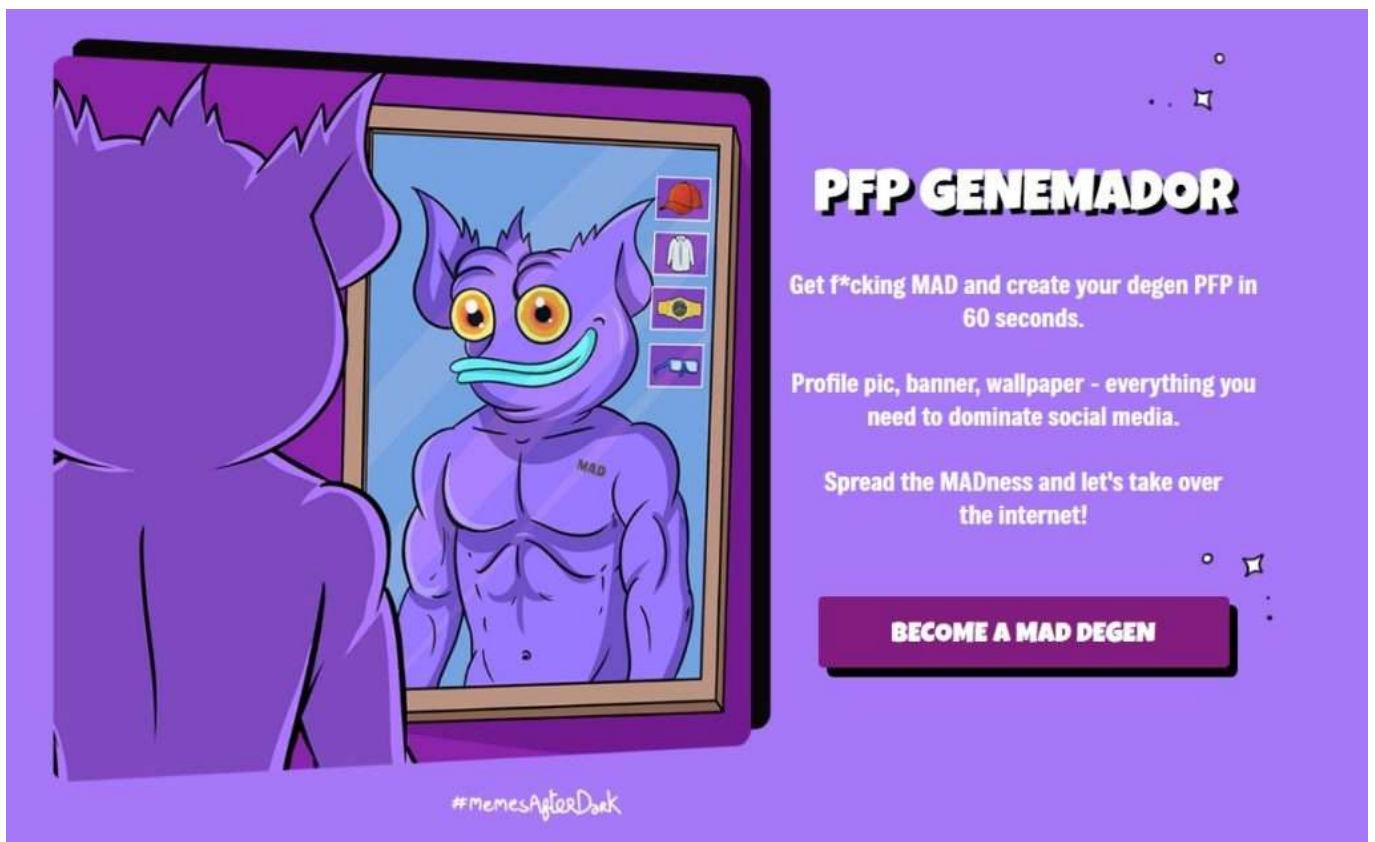 PFP GENEMADOR
Get f*cking MAD and create your degen PFP in
60 seconds.
Profile pic, banner, wallpaper - everything you
need to dominate social media.
Spread the MADness and let's take over
the internet!
BECOME A MAD DEGEN
MAD
#memesAfterDark